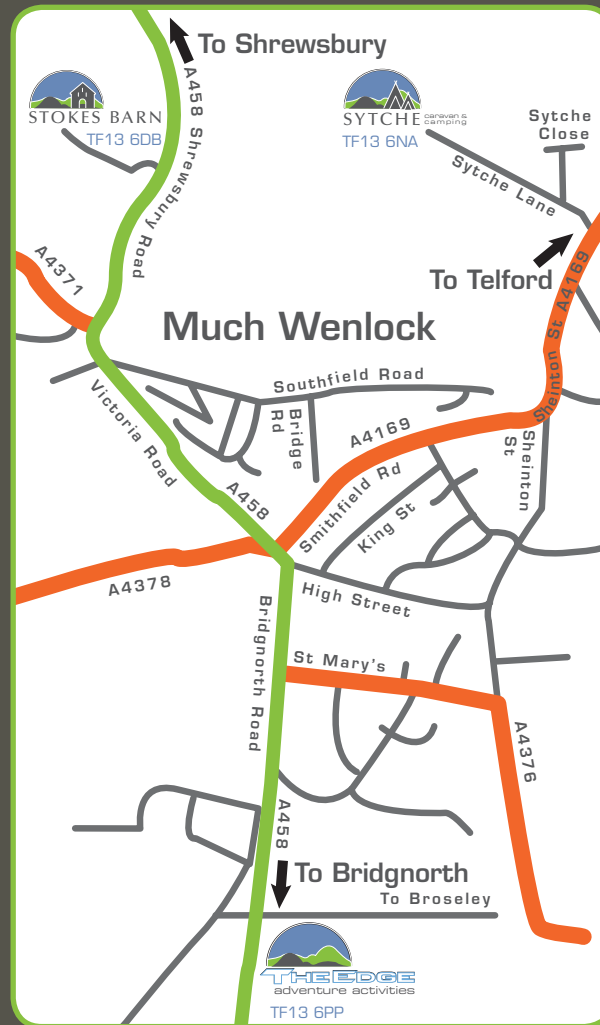 To Shrewsbury
A458 Shrewsbury Road
STOKES BARN
TF13 6DB
SYTCHE caravan & camping
TF13 6NA
Sytche Close
Sytche Lane
A4371
To Telford
Sheinton St A4169
Much Wenlock
Southfield Road
Victoria Road
Bridge Rd
A4169
Sheinton St
A458
Smithfield Rd
King St
A4378
High Street
Bridgnorth Road
St Mary's
A4376
A458
To Bridgnorth
To Broseley
THE EDGE
adventure activities
TF13 6PP